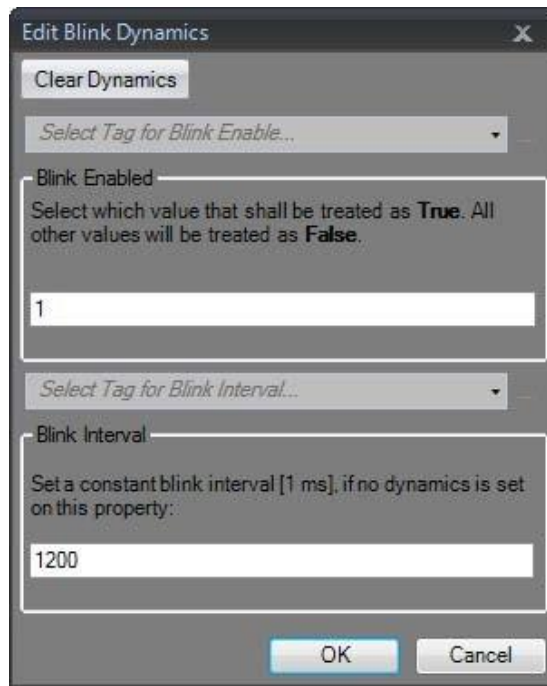 Edit Blink Dynamics
Clear Dynamics
Select Tag for Blink Enable...
Blink Enabled
Select which value that shall be treated as True. All
other values will be treated as False.
1
Select Tag for Blink Interval...
Blink Interval
Set a constant blink interval [1 ms], if no dynamics is set
on this property:
1200
OK
Cancel